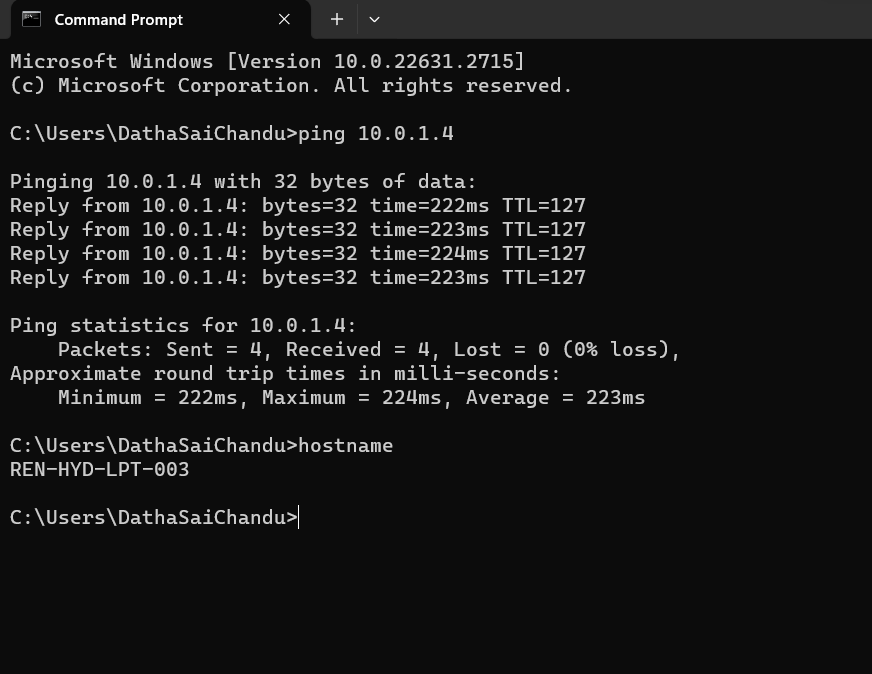 Command Prompt
Microsoft Windows [Version 10.0.22631.2715]
(c) Microsoft Corporation. All rights reserved.
C:\Users\DathaSaiChandu>ping 10.0.1.4
Pinging 10.0.1.4 with 32 bytes of data:
Reply from 10.0.1.4: bytes=32 time=222ms TTL=127
Reply from 10.0.1.4: bytes=32 time=223ms TTL=127
Reply from 10.0.1.4: bytes=32 time=224ms TTL=127
Reply from 10.0.1.4: bytes=32 time=223ms TTL=127
Ping statistics for 10.0.1.4:
    Packets: Sent = 4, Received = 4, Lost = 0 (0% loss),
Approximate round trip times in milli-seconds:
    Minimum = 222ms, Maximum = 224ms, Average = 223ms
C:\Users\DathaSaiChandu>hostname
REN-HYD-LPT-003
C:\Users\DathaSaiChandu>